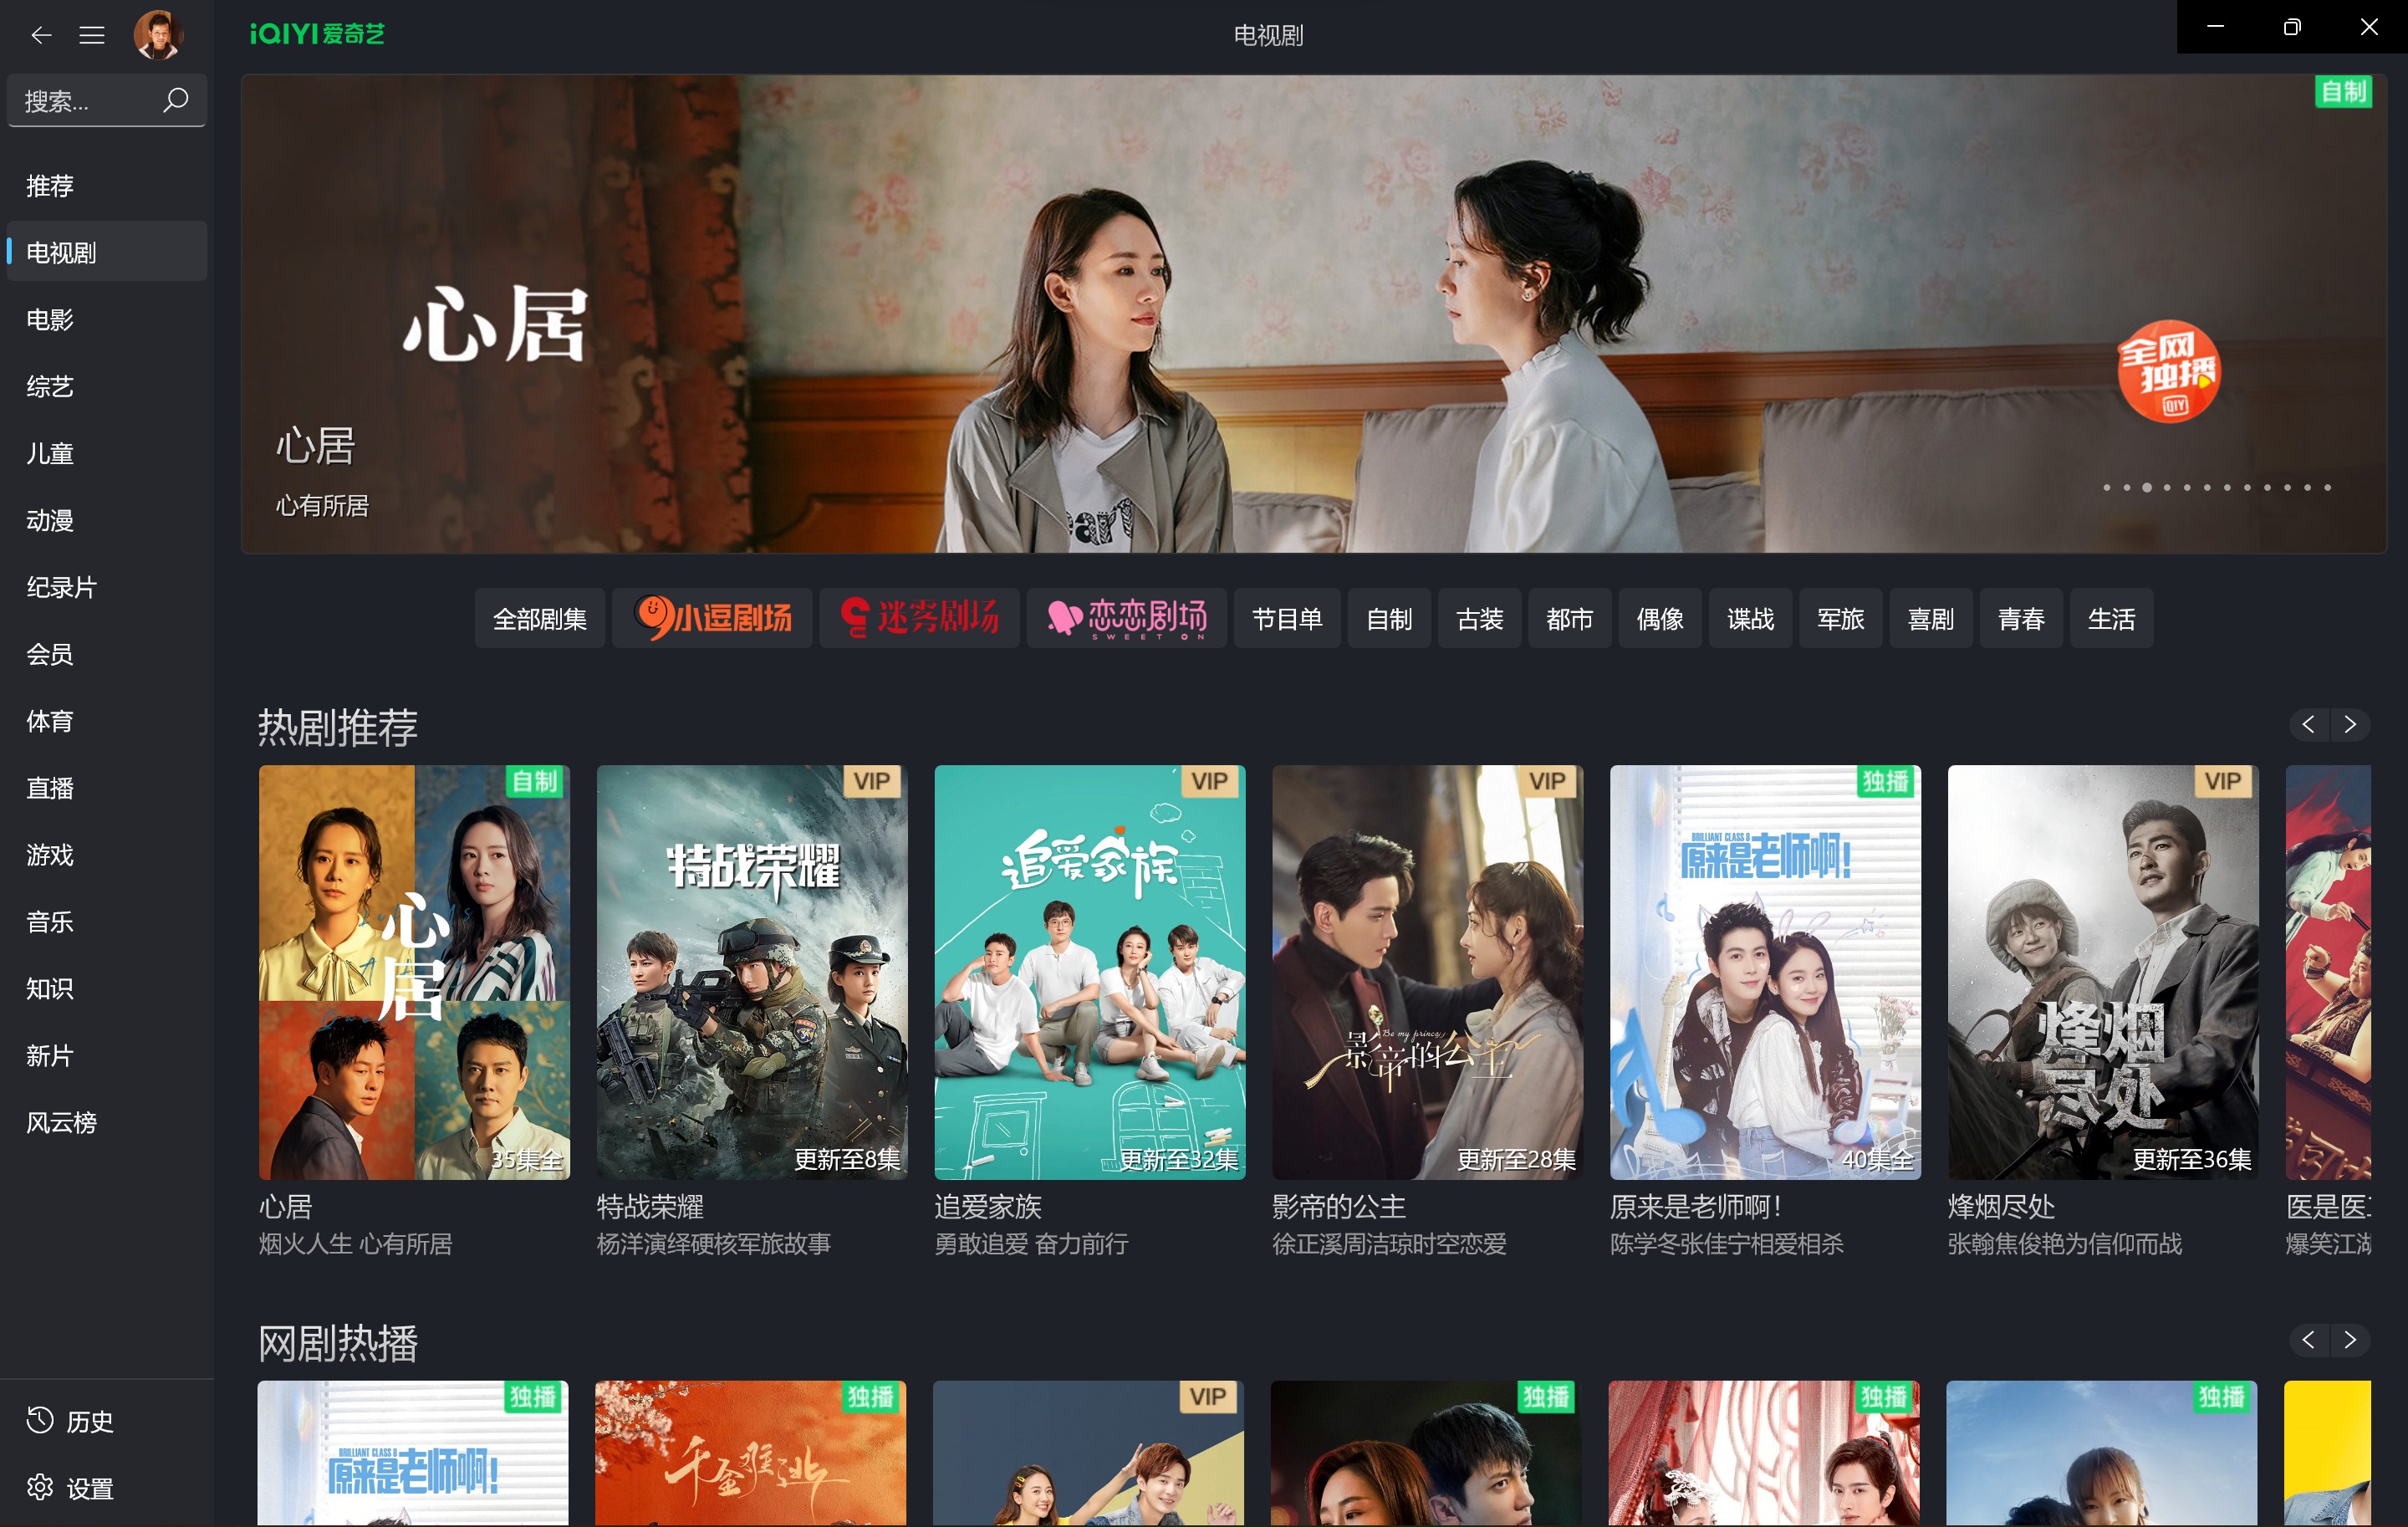 iQIYI 爱奇艺
电视剧
搜索...
推荐
电视剧
电影
综艺
儿童
动漫
纪录片
会员
体育
直播
游戏
音乐
知识
新片
风云榜
历史
设置
自制
心居
全网
独播
QIY
心居
心有所居
全部剧集
小逗剧场
迷雾剧场
恋恋剧场
SWEET ON
节目单
自制
古装
都市
偶像
谍战
军旅
喜剧
青春
生活
热剧推荐
自制
心居
35集全
心居
烟火人生 心有所居
VIP
特战荣耀
更新至8集
特战荣耀
杨洋演绎硬核军旅故事
VIP
追爱家族
更新至32集
追爱家族
勇敢追爱 奋力前行
VIP
Be my princess
影帝的公主
更新至28集
影帝的公主
徐正溪周洁琼时空恋爱
独播
BRILLIANT CLASS 8
原来是老师啊!
40集全
原来是老师啊!
陈学冬张佳宁相爱相杀
VIP
烽烟尽处
更新至36集
烽烟尽处
张翰焦俊艳为信仰而战
医是医
爆笑江湖
网剧热播
独播
BRILLIANT CLASS 8
原来是老师啊!
独播
千金难逃
VIP
独播
独播
独播